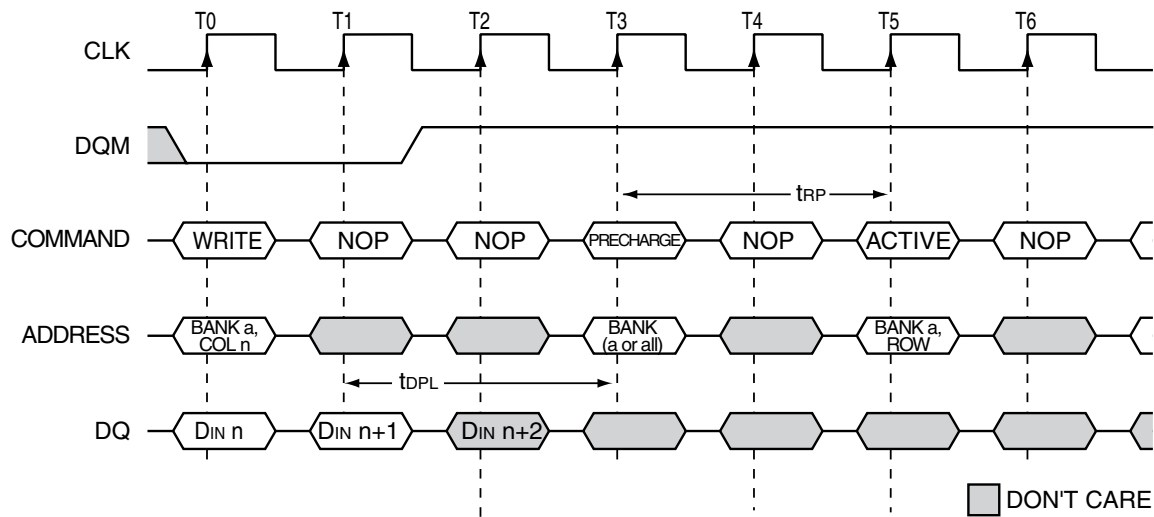 T0 T1 T2 T3 T4 T5 T6
CLK
DQM
tRP
COMMAND WRITE NOP NOP PRECHARGE NOP ACTIVE NOP
ADDRESS
BANK a,
COL n
BANK
(a or all)
BANK a,
ROW
tDPL
DQ DIN n DIN n+1 DIN n+2
DON'T CARE